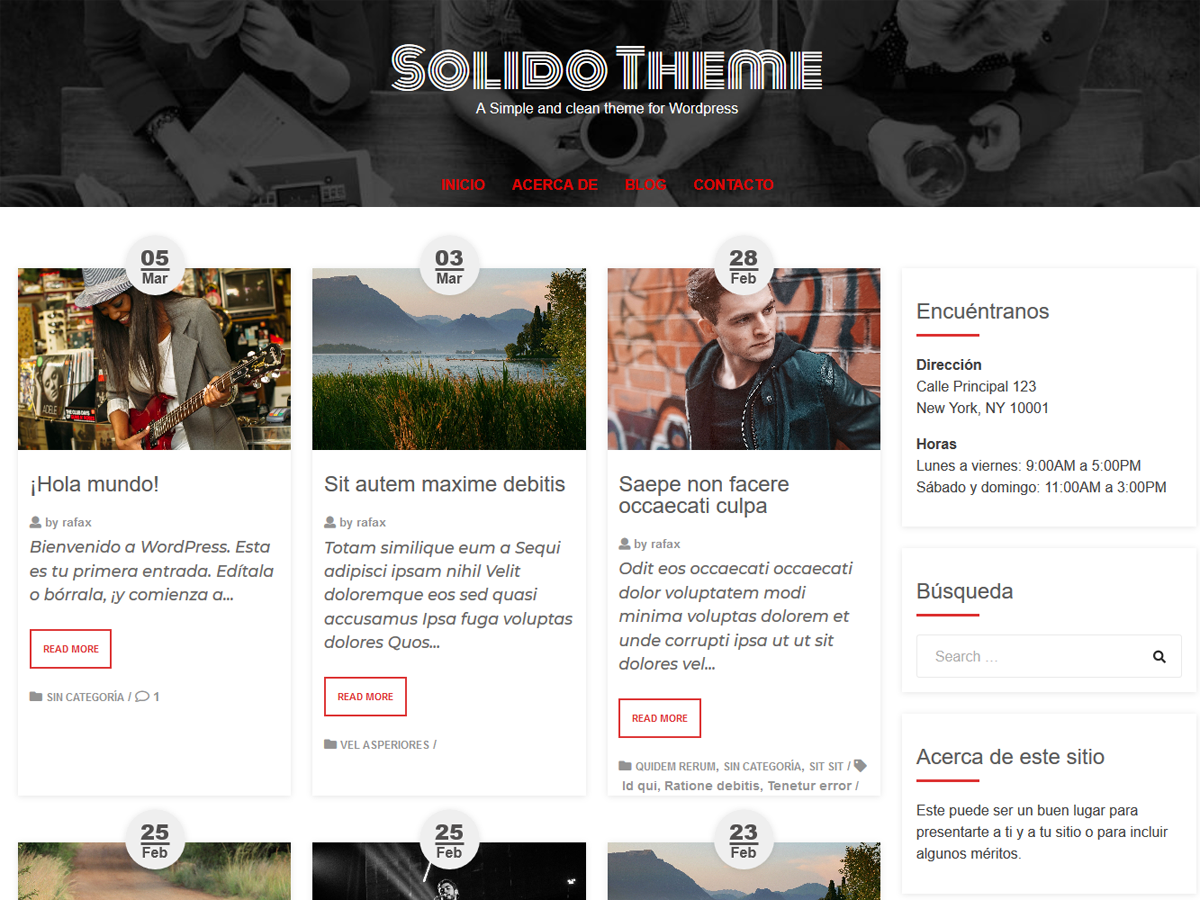 Solido Theme
A Simple and clean theme for Wordpress
INICIO ACERCA DE BLOG CONTACTO
05
Mar
ADELE
¡Hola mundo!
by rafax
Bienvenido a WordPress. Esta
es tu primera entrada. Edítala
o bórrala, ¡y comienza a...
READ MORE
SIN CATEGORÍA / 1
03
Mar
Sit autem maxime debitis
by rafax
Totam similique eum a Sequi
adipisci ipsam nihil Velit
doloremque eos sed quasi
accusamus Ipsa fuga voluptas
dolores Quos...
READ MORE
VEL ASPERIORES /
28
Feb
Saepe non facere
occaecati culpa
by rafax
Odit eos occaecati occaecati
dolor voluptatem modi
minima voluptas dolorem et
unde corrupti ipsa ut ut sit
dolores vel...
READ MORE
QUIDEM RERUM, SIN CATEGORÍA, SIT SIT /
Id qui, Ratione debitis, Tenetur error /
25
Feb
25
Feb
23
Feb
Encuéntranos
Dirección
Calle Principal 123
New York, NY 10001
Horas
Lunes a viernes: 9:00AM a 5:00PM
Sábado y domingo: 11:00AM a 3:00PM
Búsqueda
Search …
Acerca de este sitio
Este puede ser un buen lugar para
presentarte a ti y a tu sitio o para incluir
algunos méritos.